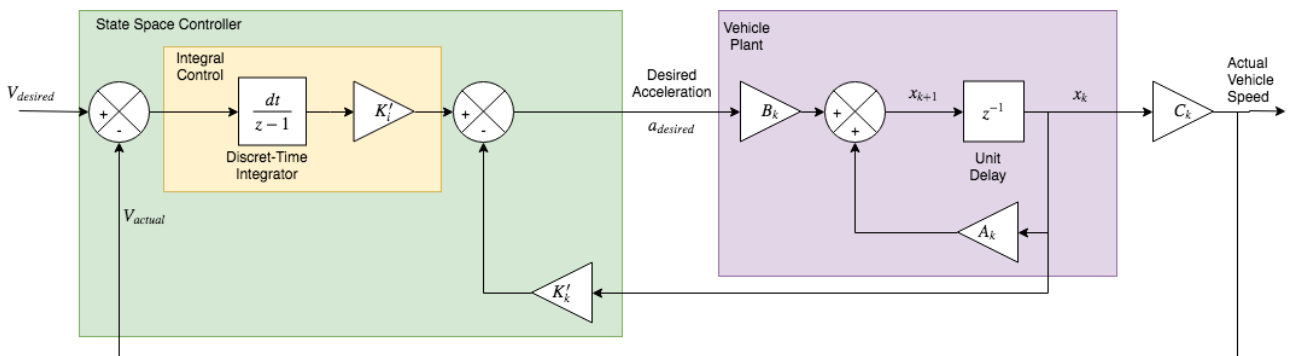 State Space Controller
Integral
Control
V_desired
+
-
dt
z − 1
K′_i
Discret-Time
Integrator
V_actual
+
-
K′_k
Desired
Acceleration
a_desired
Vehicle
Plant
B_k
+
+
x_{k+1}
z^{−1}
Unit
Delay
x_k
A_k
C_k
Actual
Vehicle
Speed